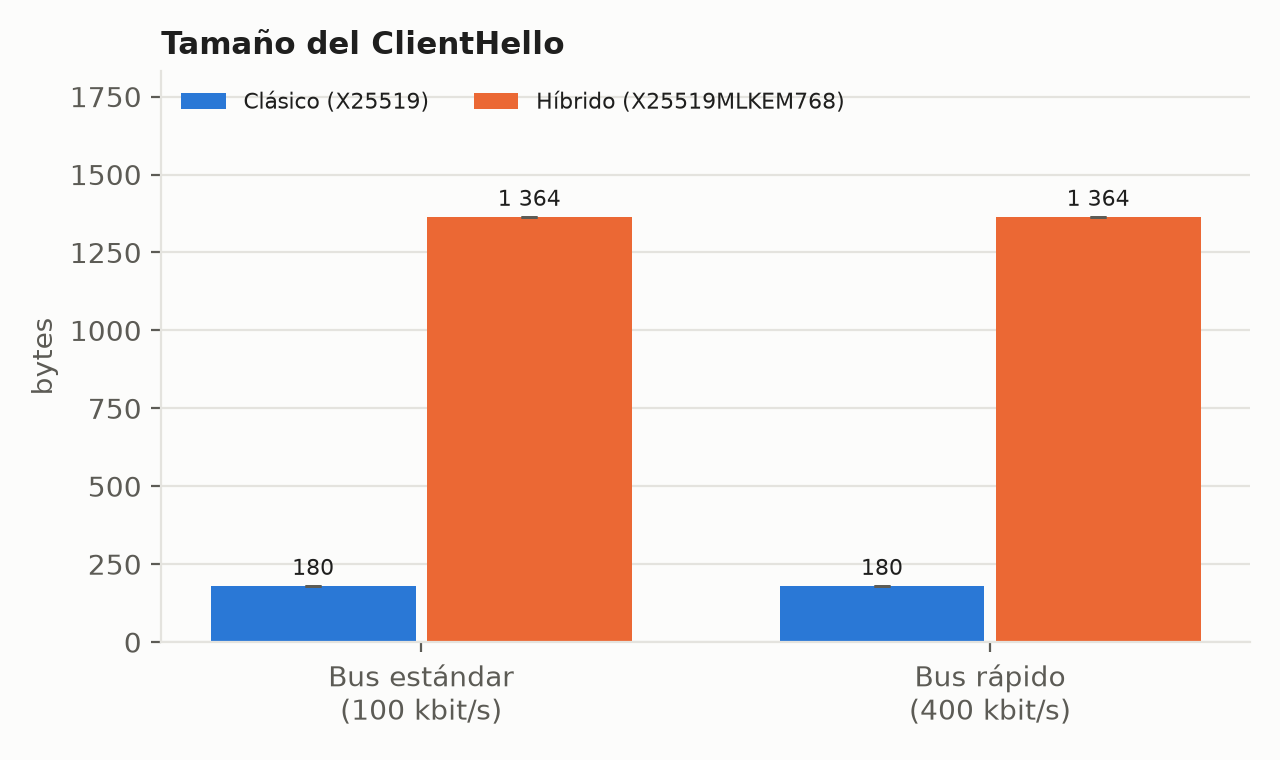 Tamaño del ClientHello
Clásico (X25519) Híbrido (X25519MLKEM768)
bytes
1750
1500
1250
1000
750
500
250
0
180
1 364
180
1 364
Bus estándar
(100 kbit/s)
Bus rápido
(400 kbit/s)